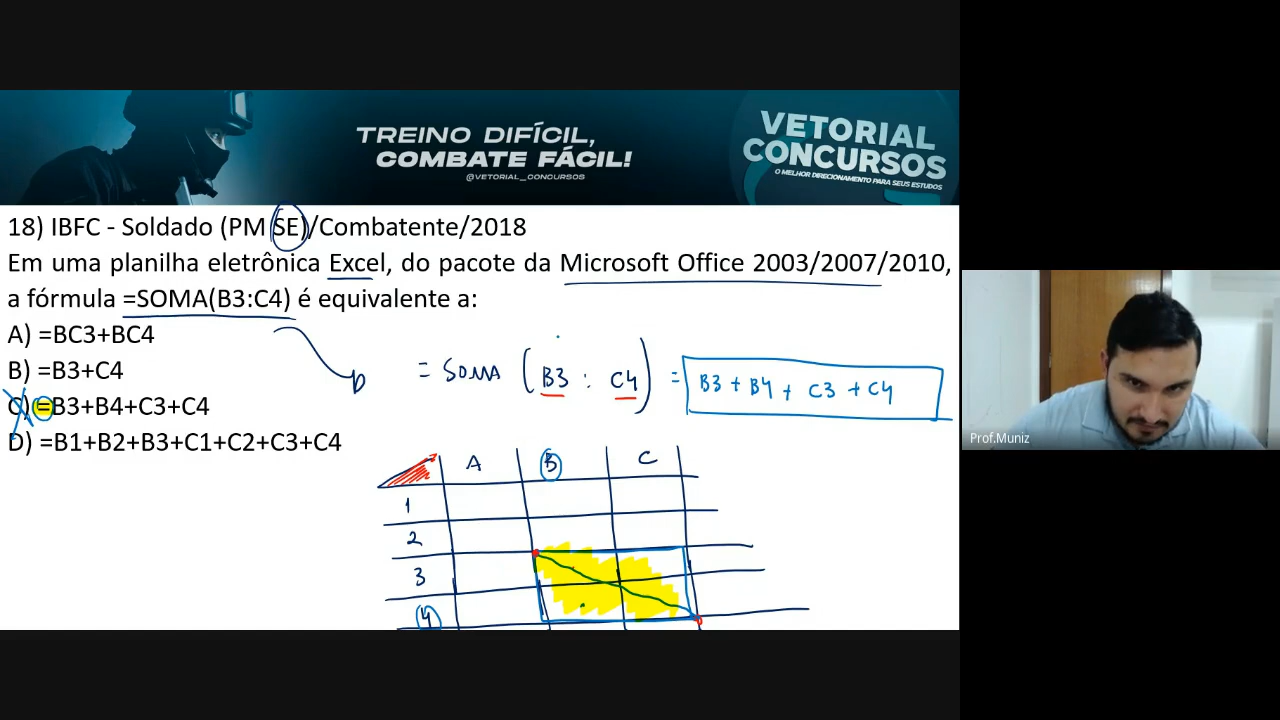 TREINO DIFÍCIL,
COMBATE FÁCIL!
@VETORIAL_CONCURSOS
VETORIAL
CONCURSOS
O MELHOR DIRECIONAMENTO PARA SEUS ESTUDOS
18) IBFC - Soldado (PM SE)/Combatente/2018
Em uma planilha eletrônica Excel, do pacote da Microsoft Office 2003/2007/2010,
a fórmula =SOMA(B3:C4) é equivalente a:
A) =BC3+BC4
B) =B3+C4
C) =B3+B4+C3+C4
D) =B1+B2+B3+C1+C2+C3+C4
= SOMA (B3 : C4) = B3 + B4 + C3 + C4
A B C
1
2
3
4
Prof.Muniz